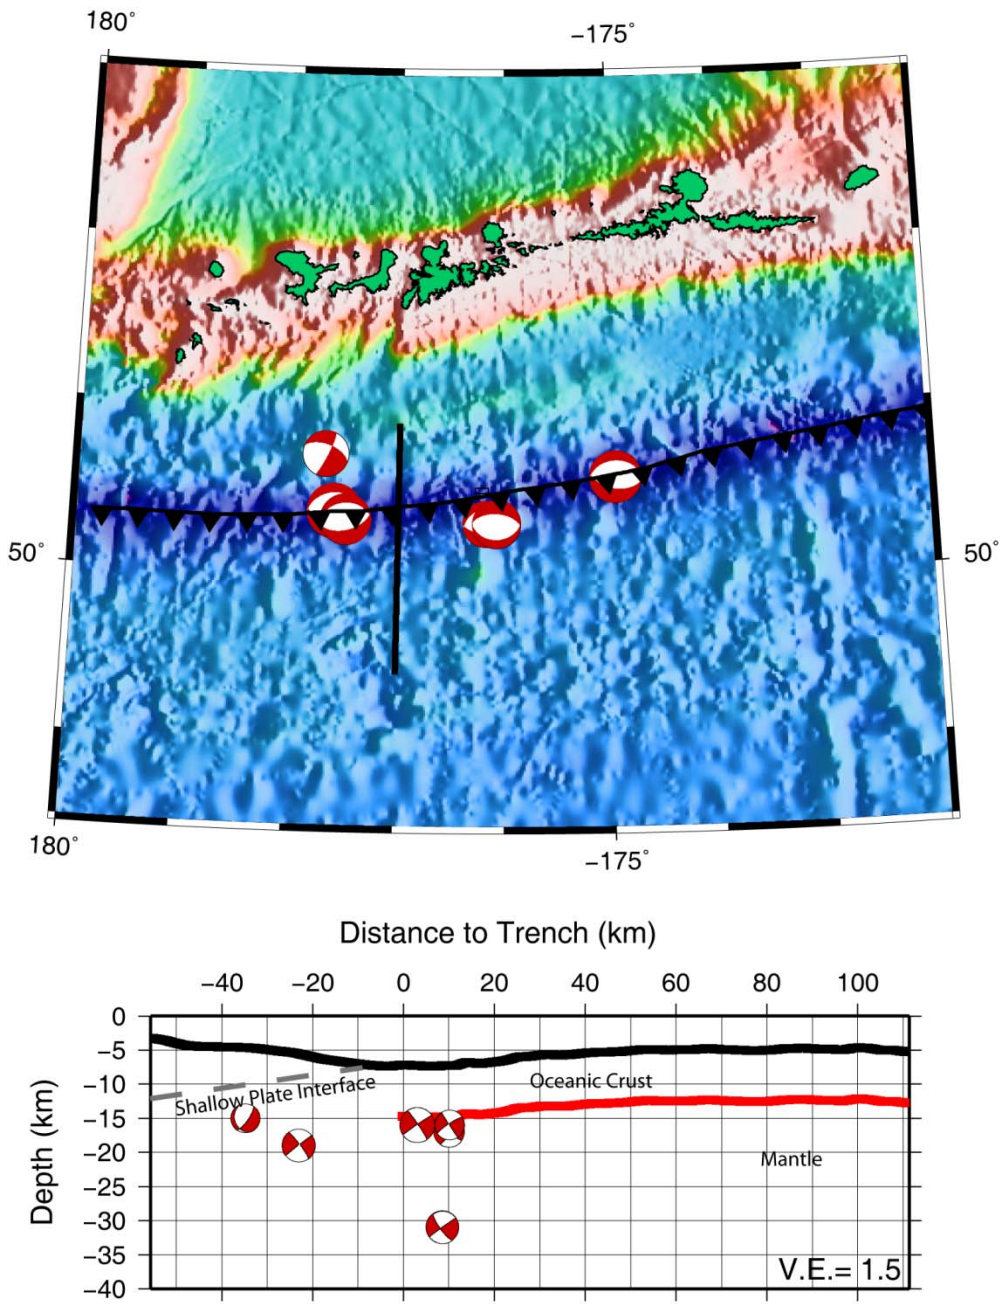 180°
−175°
50°
50°
180°
−175°
Distance to Trench (km)
−40 −20 0 20 40 60 80 100
0
−5
−10
−15
−20
−25
−30
−35
−40
Depth (km)
Oceanic Crust
Shallow Plate Interface
Mantle
V.E.= 1.5